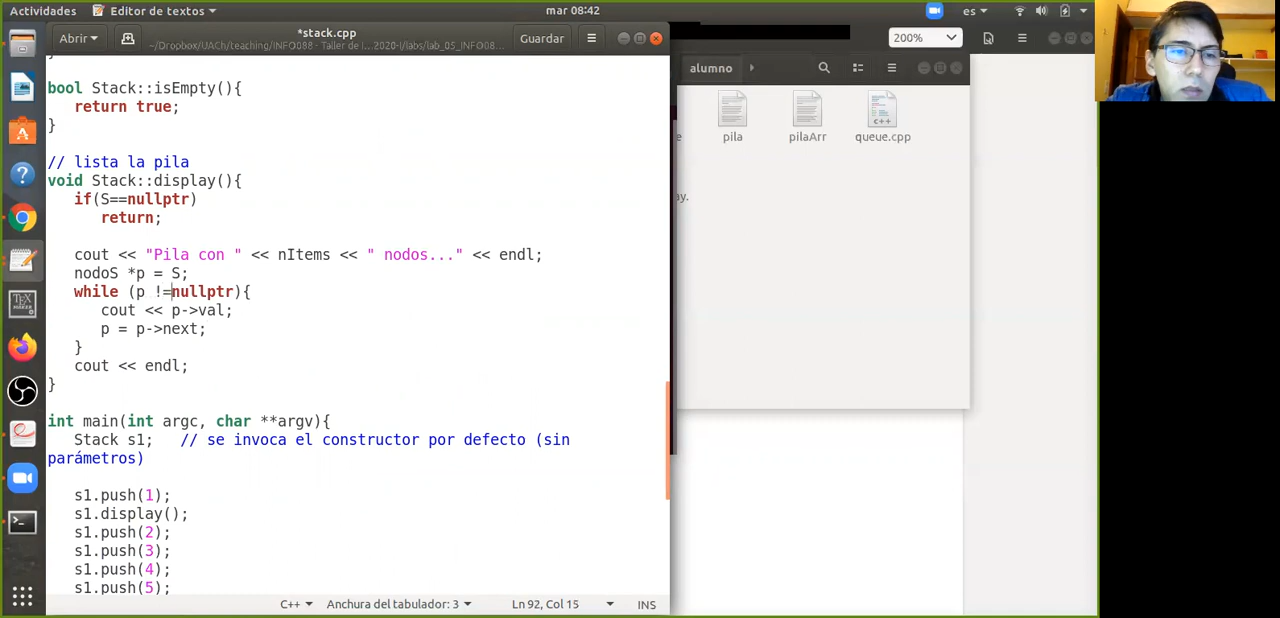 Actividades
Editor de textos
mar 08:42
es
Abrir
*stack.cpp
~/Dropbox/UACh/teaching/INFO088 - Taller de I... 2020-I/labs/lab_05_INFO08...
Guardar
200%
alumno
pila
pilaArr
queue.cpp
C++
ay.
bool Stack::isEmpty(){
return true;
}
// lista la pila
void Stack::display(){
if(S==nullptr)
return;
cout << "Pila con " << nItems << " nodos..." << endl;
nodoS *p = S;
while (p !=nullptr){
cout << p->val;
p = p->next;
}
cout << endl;
}
int main(int argc, char **argv){
Stack s1;   // se invoca el constructor por defecto (sin
parámetros)
s1.push(1);
s1.display();
s1.push(2);
s1.push(3);
s1.push(4);
s1.push(5);
C++
Anchura del tabulador: 3
Ln 92, Col 15
INS